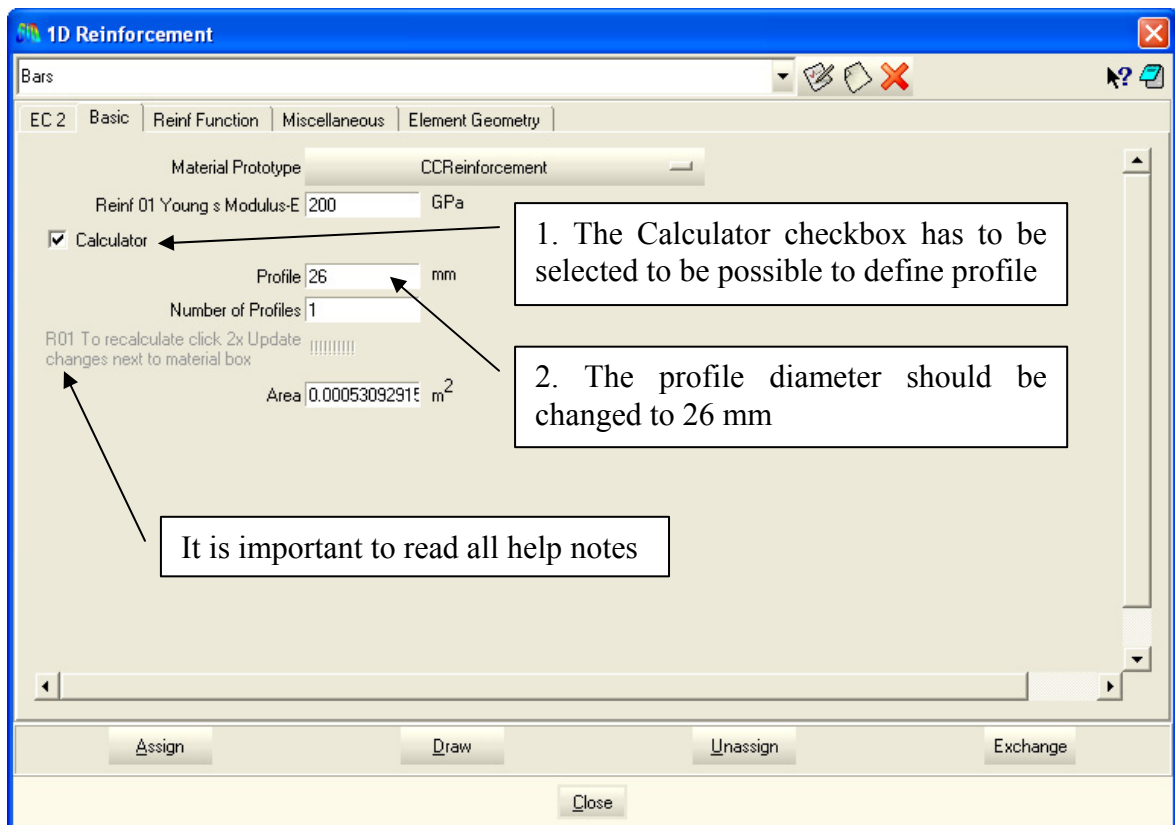 1D Reinforcement
Bars
EC 2 Basic Reinf Function Miscellaneous Element Geometry
Material Prototype CCReinforcement
Reinf 01 Young s Modulus-E 200 GPa
Calculator
1. The Calculator checkbox has to be
selected to be possible to define profile
Profile 26 mm
Number of Profiles 1
R01 To recalculate click 2x Update !!!!!!!!!!
changes next to material box
2. The profile diameter should be
changed to 26 mm
Area 0.00053092915 m2
It is important to read all help notes
Assign Draw Unassign Exchange
Close